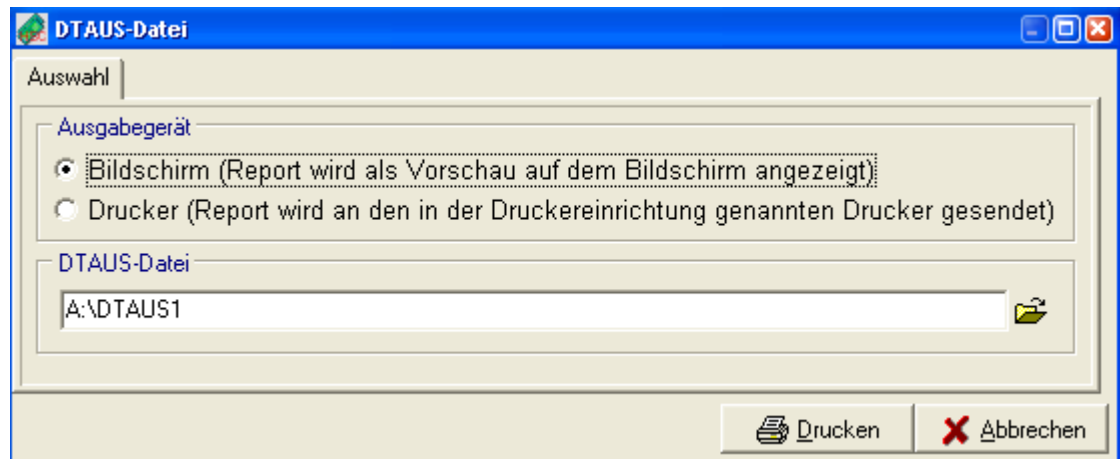 DTAUS-Datei
Auswahl
Ausgabegerät
Bildschirm (Report wird als Vorschau auf dem Bildschirm angezeigt)
Drucker (Report wird an den in der Druckereinrichtung genannten Drucker gesendet)
DTAUS-Datei
A:\DTAUS1
Drucken
Abbrechen